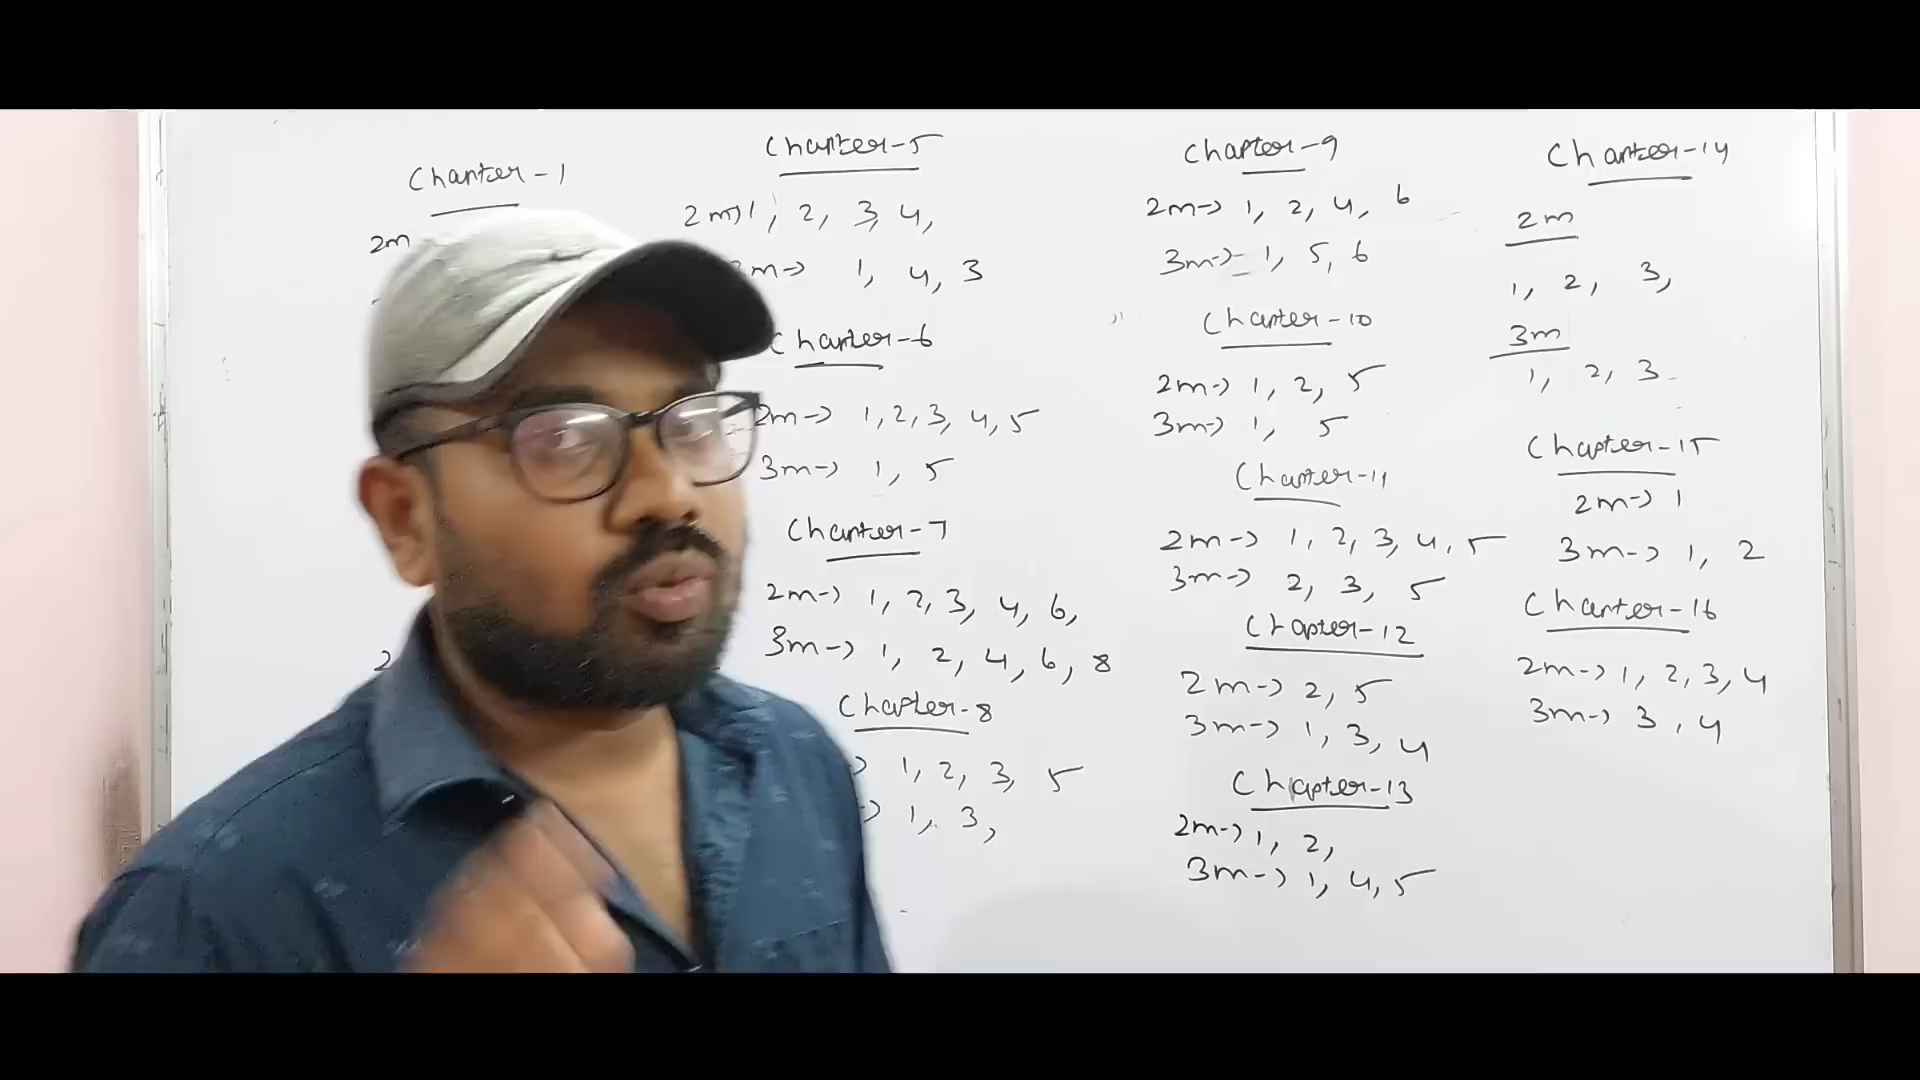 Chapter-1
2m
2
Chapter-5
2m→1, 2, 3, 4,
m→ 1, 4, 3
Chapter-6
2m→ 1, 2, 3, 4, 5
3m→ 1, 5
Chapter-7
2m→ 1, 2, 3, 4, 6,
3m→ 1, 2, 4, 6, 8
Chapter-8
→ 1, 2, 3, 5
→ 1, 3,
Chapter-9
2m→ 1, 2, 4, 6
3m→ 1, 5, 6
Chapter-10
2m→ 1, 2, 5
3m→ 1, 5
Chapter-11
2m→ 1, 2, 3, 4, 5
3m→ 2, 3, 5
Chapter-12
2m→ 2, 5
3m→ 1, 3, 4
Chapter-13
2m→ 1, 2,
3m→ 1, 4, 5
Chapter-14
2m
1, 2, 3,
3m
1, 2, 3
Chapter-15
2m→ 1
3m→ 1, 2
Chapter-16
2m→ 1, 2, 3, 4
3m→ 3, 4